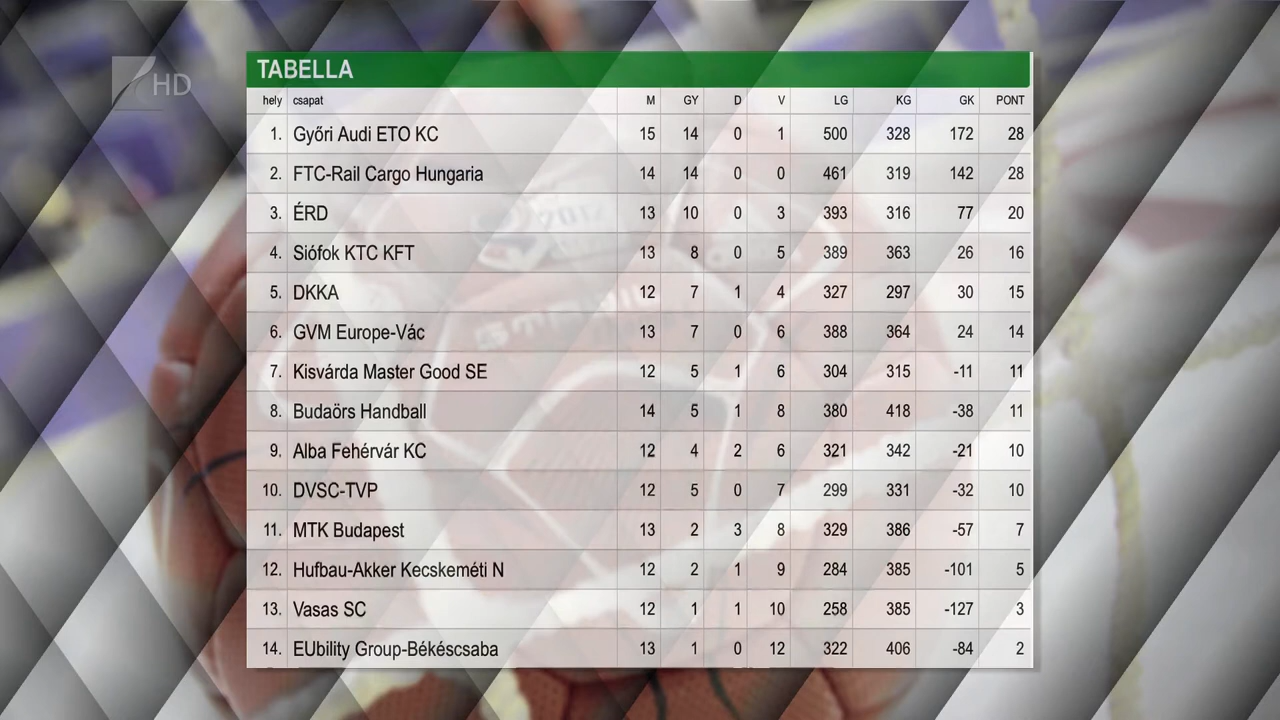 HD
TABELLA
hely csapat M GY D V LG KG GK PONT
1. Győri Audi ETO KC 15 14 0 1 500 328 172 28
2. FTC-Rail Cargo Hungaria 14 14 0 0 461 319 142 28
3. ÉRD 13 10 0 3 393 316 77 20
4. Siófok KTC KFT 13 8 0 5 389 363 26 16
5. DKKA 12 7 1 4 327 297 30 15
6. GVM Europe-Vác 13 7 0 6 388 364 24 14
7. Kisvárda Master Good SE 12 5 1 6 304 315 -11 11
8. Budaörs Handball 14 5 1 8 380 418 -38 11
9. Alba Fehérvár KC 12 4 2 6 321 342 -21 10
10. DVSC-TVP 12 5 0 7 299 331 -32 10
11. MTK Budapest 13 2 3 8 329 386 -57 7
12. Hufbau-Akker Kecskeméti N 12 2 1 9 284 385 -101 5
13. Vasas SC 12 1 1 10 258 385 -127 3
14. EUbility Group-Békéscsaba 13 1 0 12 322 406 -84 2